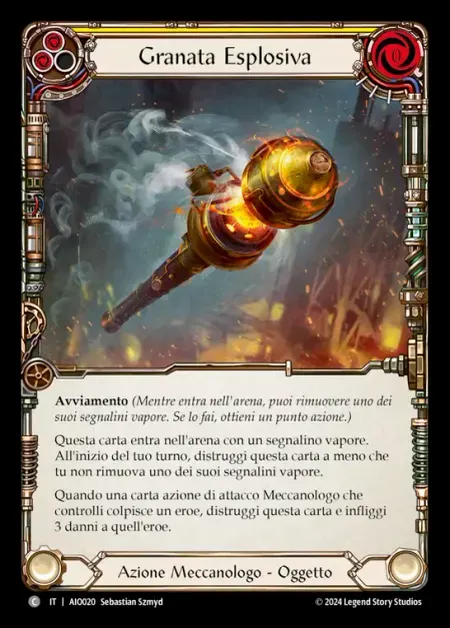 Granata Esplosiva
0
Avviamento (Mentre entra nell'arena, puoi rimuovere uno dei
suoi segnalini vapore. Se lo fai, ottieni un punto azione.)
Questa carta entra nell'arena con un segnalino vapore.
All'inizio del tuo turno, distruggi questa carta a meno che
tu non rimuova uno dei suoi segnalini vapore.
Quando una carta azione di attacco Meccanologo che
controlli colpisce un eroe, distruggi questa carta e infliggi
3 danni a quell'eroe.
Azione Meccanologo - Oggetto
C IT | AIO020 Sebastian Szmyd © 2024 Legend Story Studios